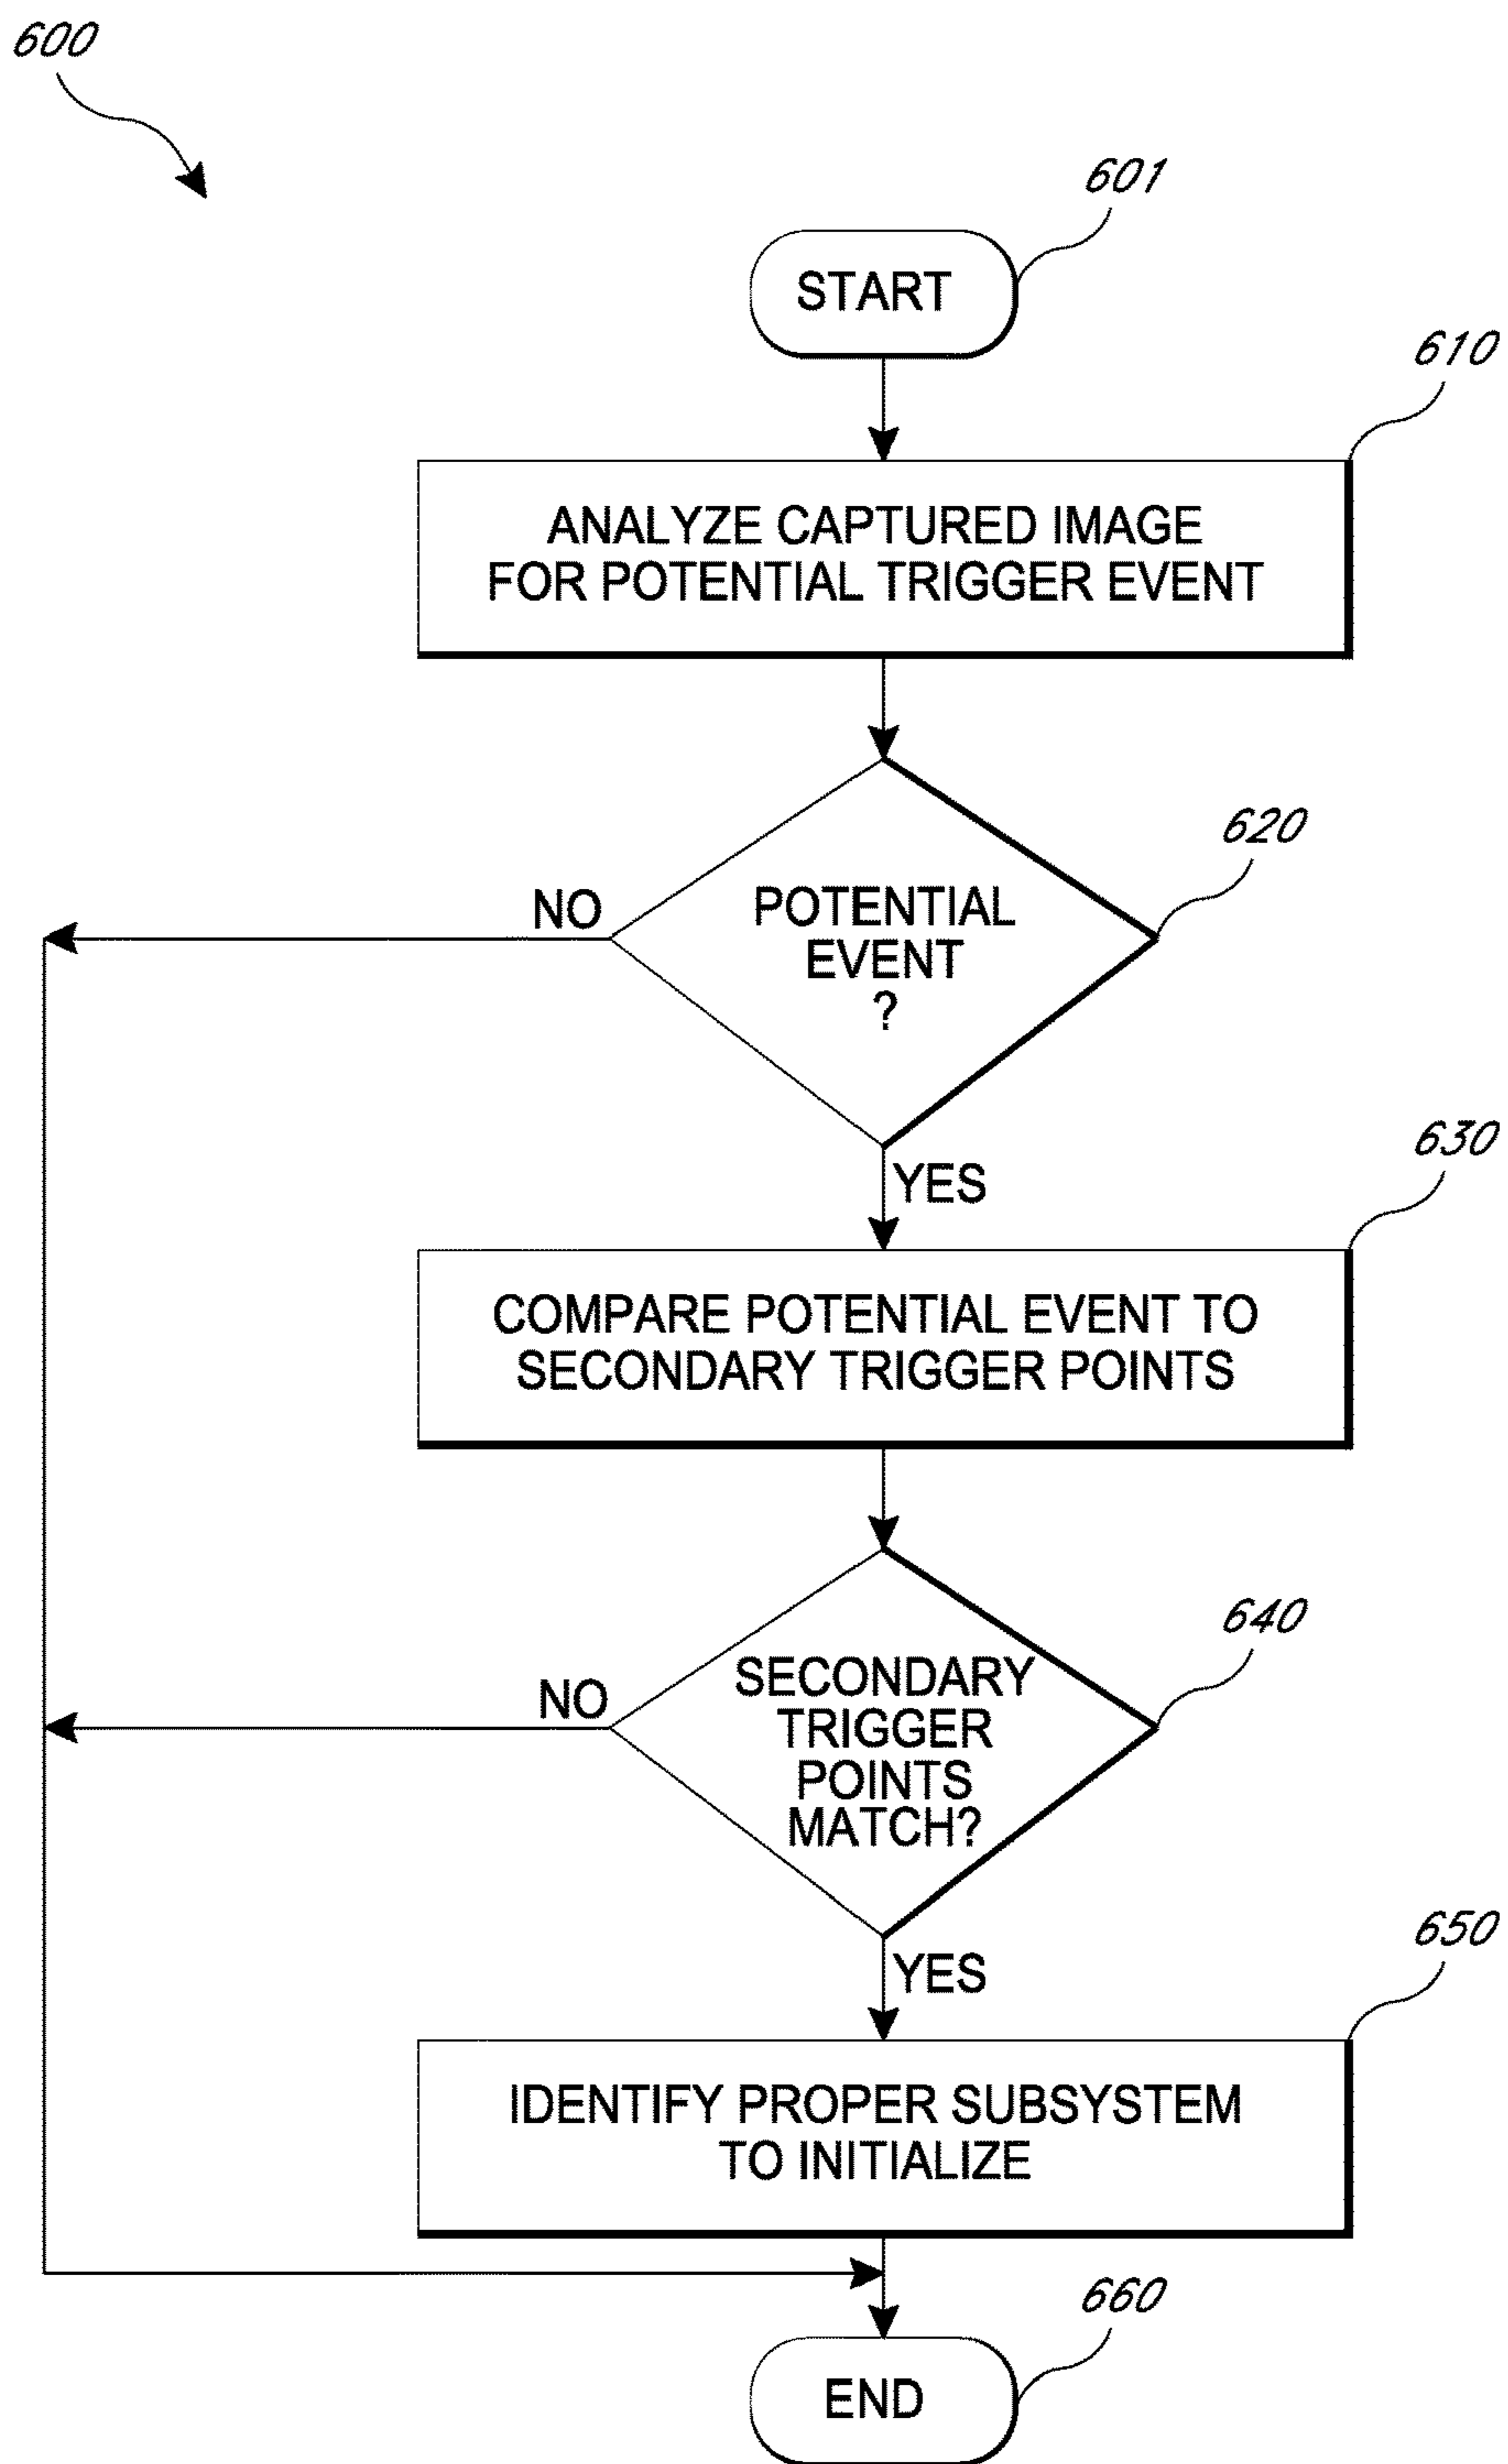 600
601
START
610
ANALYZE CAPTURED IMAGE
FOR POTENTIAL TRIGGER EVENT
620
NO
POTENTIAL
EVENT
?
YES
630
COMPARE POTENTIAL EVENT TO
SECONDARY TRIGGER POINTS
640
NO
SECONDARY
TRIGGER
POINTS
MATCH?
YES
650
IDENTIFY PROPER SUBSYSTEM
TO INITIALIZE
660
END